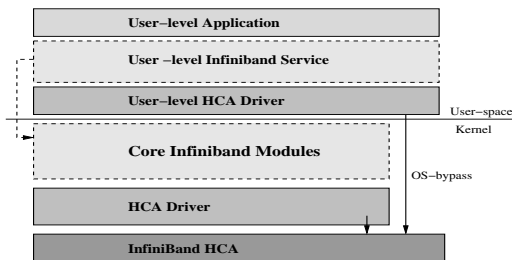 User-level Application
User -level Infiniband Service
User-level HCA Driver
User-space
Kernel
Core Infiniband Modules
OS-bypass
HCA Driver
InfiniBand HCA